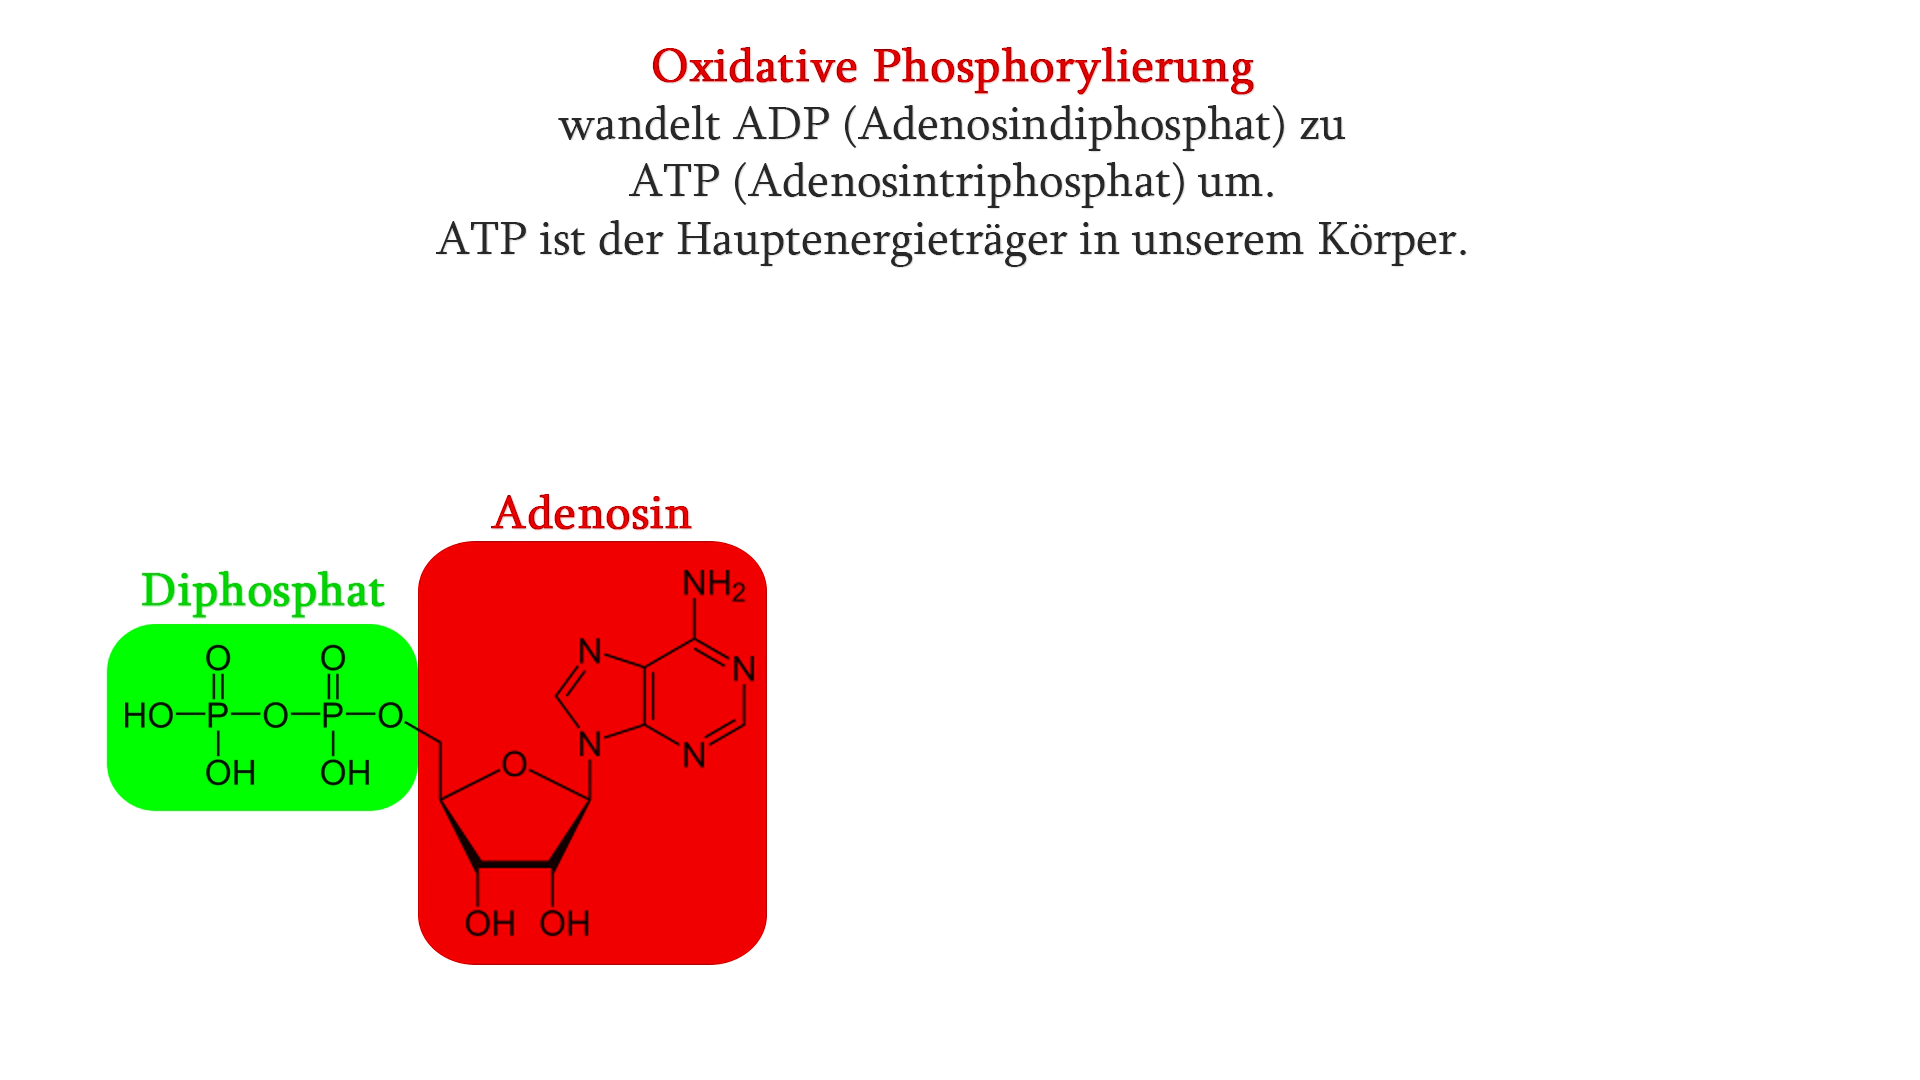 Oxidative Phosphorylierung
wandelt ADP (Adenosindiphosphat) zu
ATP (Adenosintriphosphat) um.
ATP ist der Hauptenergieträger in unserem Körper.
Adenosin
Diphosphat
NH₂
N
N
O O
HO P O P O
N
N
O
OH OH
OH OH